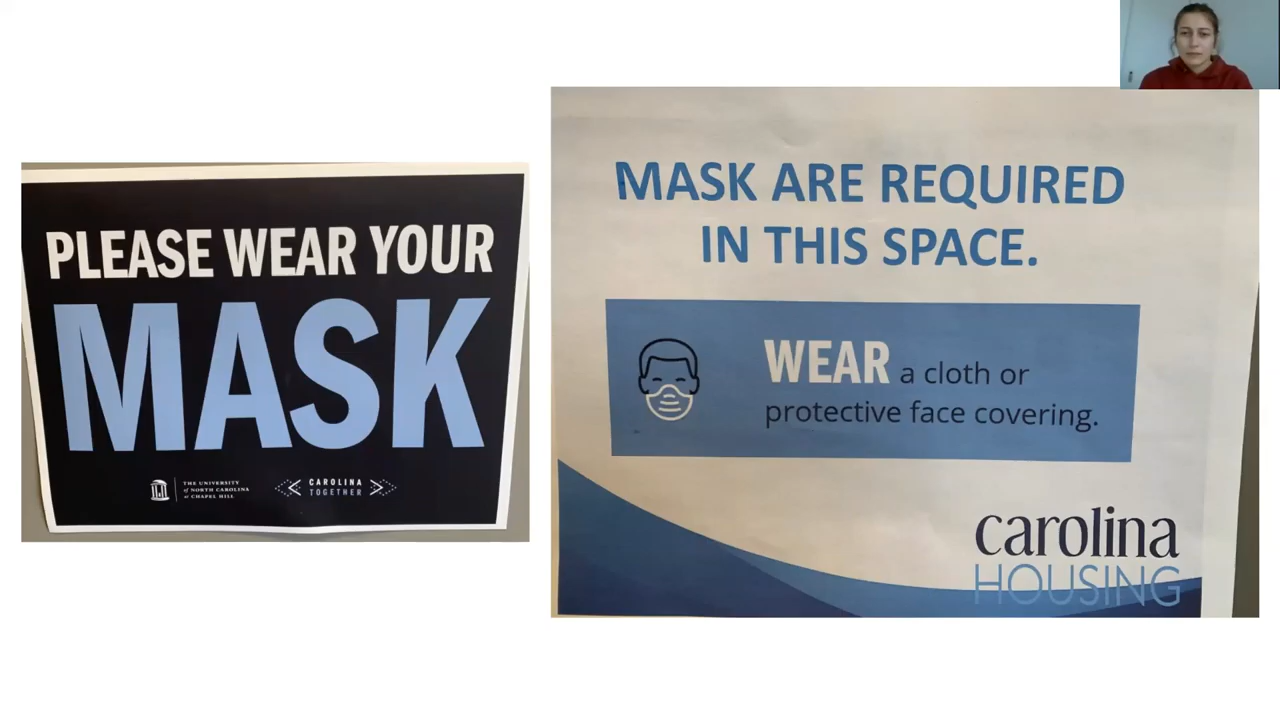 PLEASE WEAR YOUR
MASK
THE UNIVERSITY
of NORTH CAROLINA
at CHAPEL HILL
CAROLINA
TOGETHER
MASK ARE REQUIRED
IN THIS SPACE.
WEAR a cloth or
protective face covering.
carolina
HOUSING